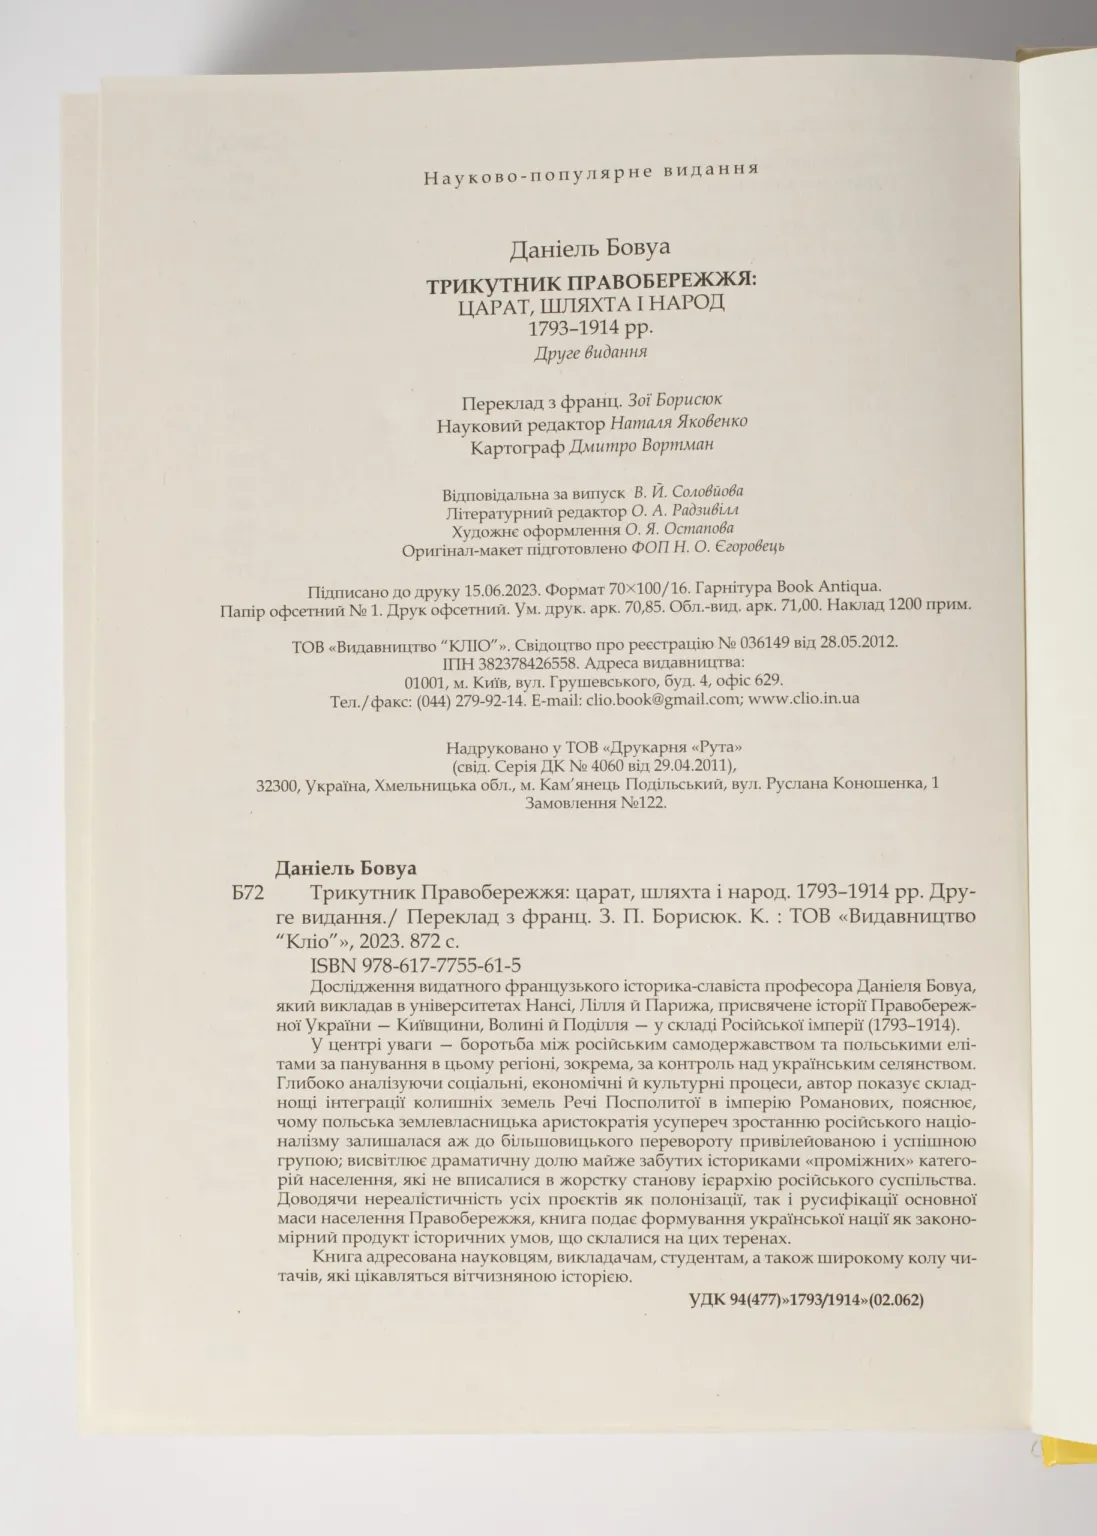 Науково-популярне видання
Даніель Бовуа
ТРИКУТНИК ПРАВОБЕРЕЖЖЯ:
ЦАРАТ, ШЛЯХТА І НАРОД
1793–1914 рр.
Друге видання
Переклад з франц. Зої Борисюк
Науковий редактор Наталя Яковенко
Картограф Дмитро Вортман
Відповідальна за випуск В. Й. Соловйова
Літературний редактор О. А. Радзивілл
Художнє оформлення О. Я. Остапова
Оригінал-макет підготовлено ФОП Н. О. Єгоровець
Підписано до друку 15.06.2023. Формат 70×100/16. Гарнітура Book Antiqua.
Папір офсетний № 1. Друк офсетний. Ум. друк. арк. 70,85. Обл.-вид. арк. 71,00. Наклад 1200 прим.
ТОВ «Видавництво “КЛІО”». Свідоцтво про реєстрацію № 036149 від 28.05.2012.
ІПН 382378426558. Адреса видавництва:
01001, м. Київ, вул. Грушевського, буд. 4, офіс 629.
Тел./факс: (044) 279-92-14. E-mail: clio.book@gmail.com; www.clio.in.ua
Надруковано у ТОВ «Друкарня «Рута»
(свід. Серія ДК № 4060 від 29.04.2011),
32300, Україна, Хмельницька обл., м. Кам’янець Подільський, вул. Руслана Коношенка, 1
Замовлення №122.
Даніель Бовуа
Б72 Трикутник Правобережжя: царат, шляхта і народ. 1793–1914 рр. Дру-
ге видання./ Переклад з франц. З. П. Борисюк. К. : ТОВ «Видавництво
“Кліо”», 2023. 872 с.
ISBN 978-617-7755-61-5
Дослідження видатного французького історика-славіста професора Даніеля Бовуа,
який викладав в університетах Нансі, Лілля й Парижа, присвячене історії Правобереж-
ної України — Київщини, Волині й Поділля — у складі Російської імперії (1793–1914).
У центрі уваги — боротьба між російським самодержавством та польськими елі-
тами за панування в цьому регіоні, зокрема, за контроль над українським селянством.
Глибоко аналізуючи соціальні, економічні й культурні процеси, автор показує склад-
нощі інтеграції колишніх земель Речі Посполитої в імперію Романових, пояснює,
чому польська землевласницька аристократія усупереч зростанню російського націо-
налізму залишалася аж до більшовицького перевороту привілейованою і успішною
групою; висвітлює драматичну долю майже забутих істориками «проміжних» катего-
рій населення, які не вписалися в жорстку станову ієрархію російського суспільства.
Доводячи нереалістичність усіх проєктів як полонізації, так і русифікації основної
маси населення Правобережжя, книга подає формування української нації як законо-
мірний продукт історичних умов, що склалися на цих теренах.
Книга адресована науковцям, викладачам, студентам, а також широкому колу чи-
тачів, які цікавляться вітчизняною історією.
УДК 94(477)»1793/1914»(02.062)